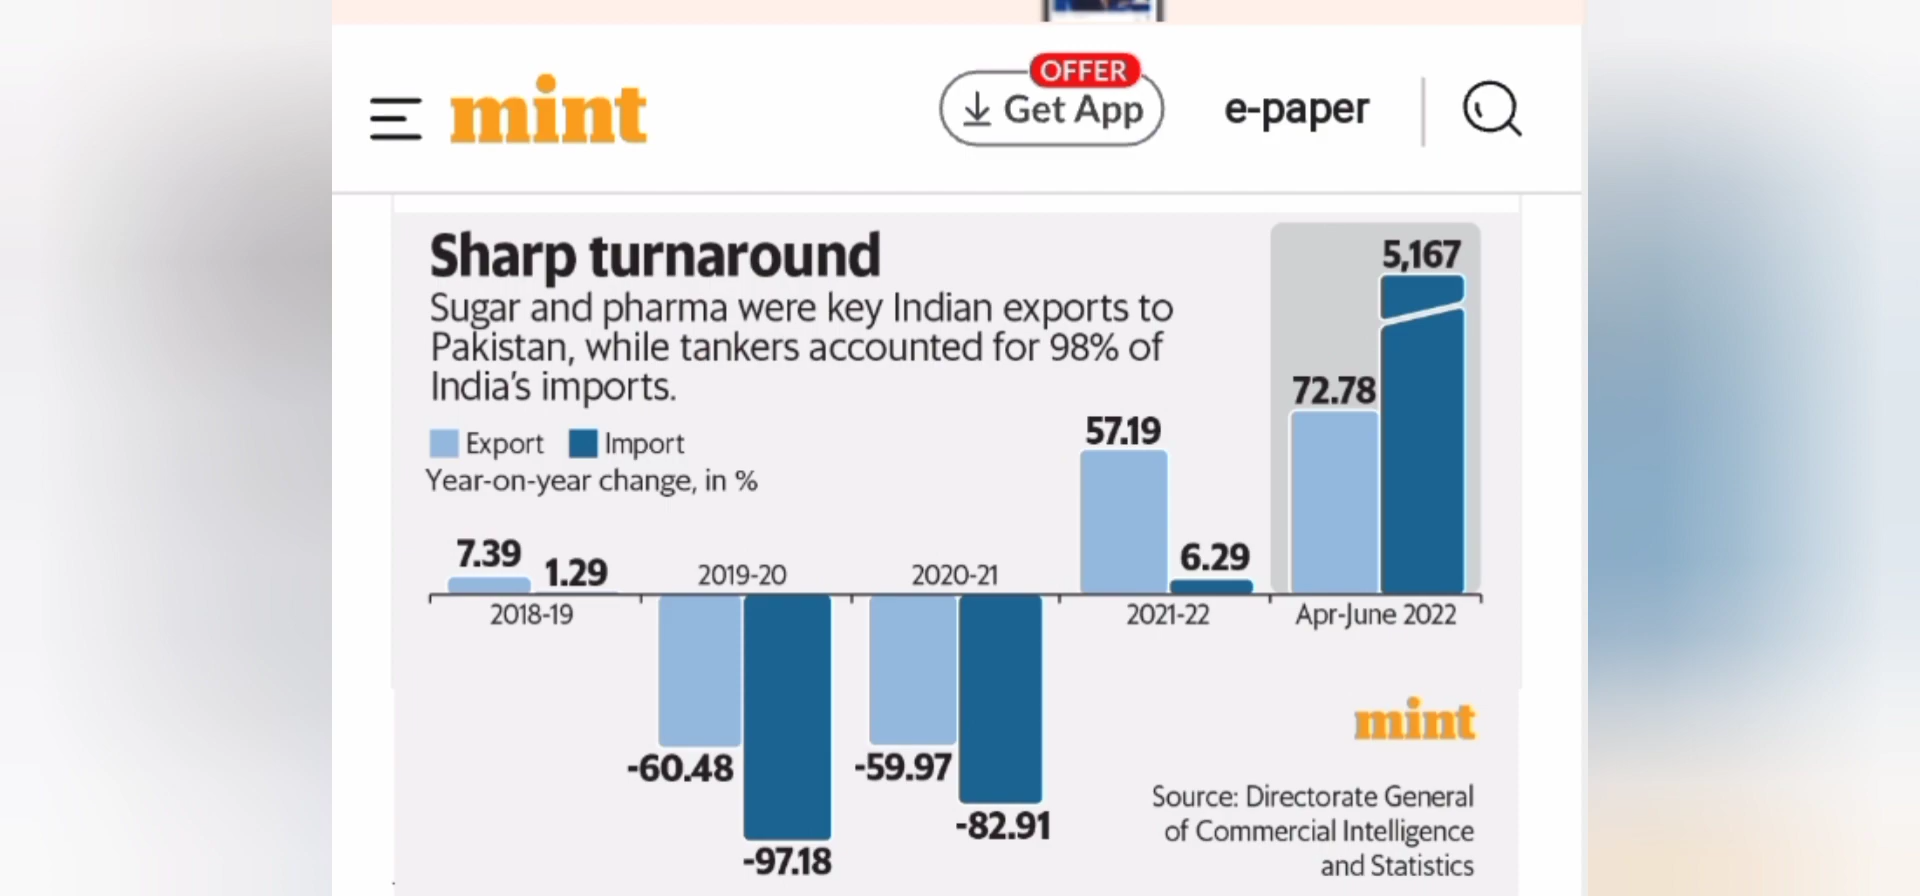 mint
OFFER
Get App
e-paper
Sharp turnaround
Sugar and pharma were key Indian exports to
Pakistan, while tankers accounted for 98% of
India's imports.
Export Import
Year-on-year change, in %
5,167
72.78
57.19
6.29
7.39
1.29
2019-20
2020-21
2018-19
2021-22
Apr-June 2022
-60.48
-59.97
-82.91
-97.18
mint
Source: Directorate General
of Commercial Intelligence
and Statistics